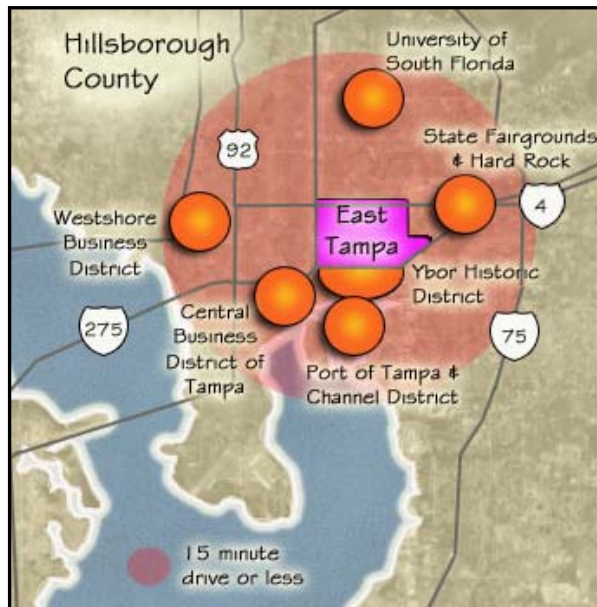 Hillsborough
County
University of
South Florida
92
State Fairgrounds
& Hard Rock
4
East
Tampa
Westshore
Business
District
Ybor Historic
District
Central
Business
District of
Tampa
275
75
Port of Tampa &
Channel District
15 minute
drive or less